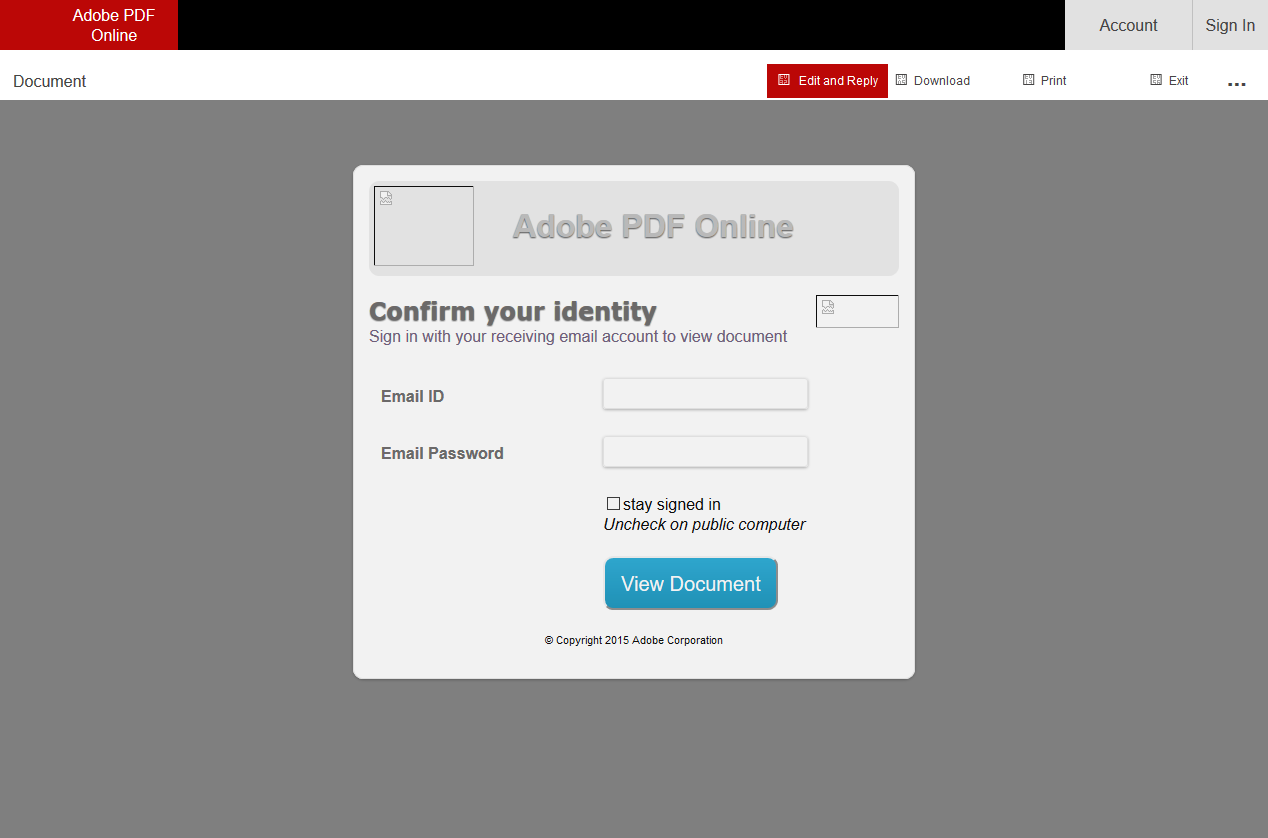 Adobe PDF
Online
Account
Sign In
Document
Edit and Reply
Download
Print
Exit
...
Adobe PDF Online
Confirm your identity
Sign in with your receiving email account to view document
Email ID
Email Password
stay signed in
Uncheck on public computer
View Document
© Copyright 2015 Adobe Corporation